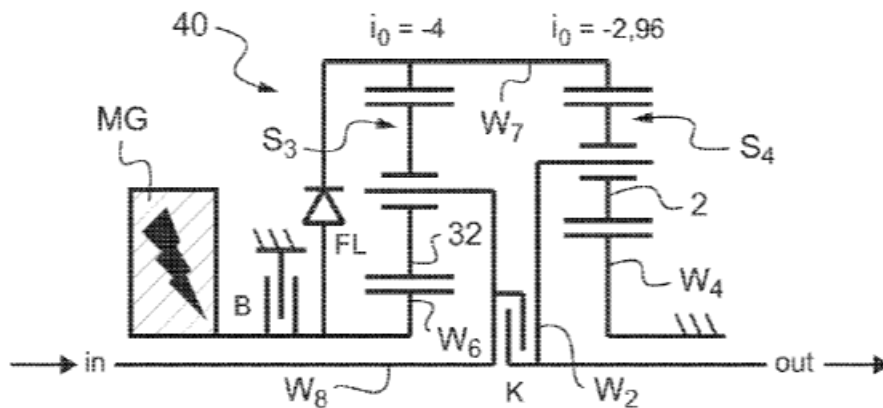 40
i₀ = -4
i₀ = -2,96
MG
S₃
W₇
S₄
FL
32
2
B
W₆
W₄
in
W₈
K
W₂
out